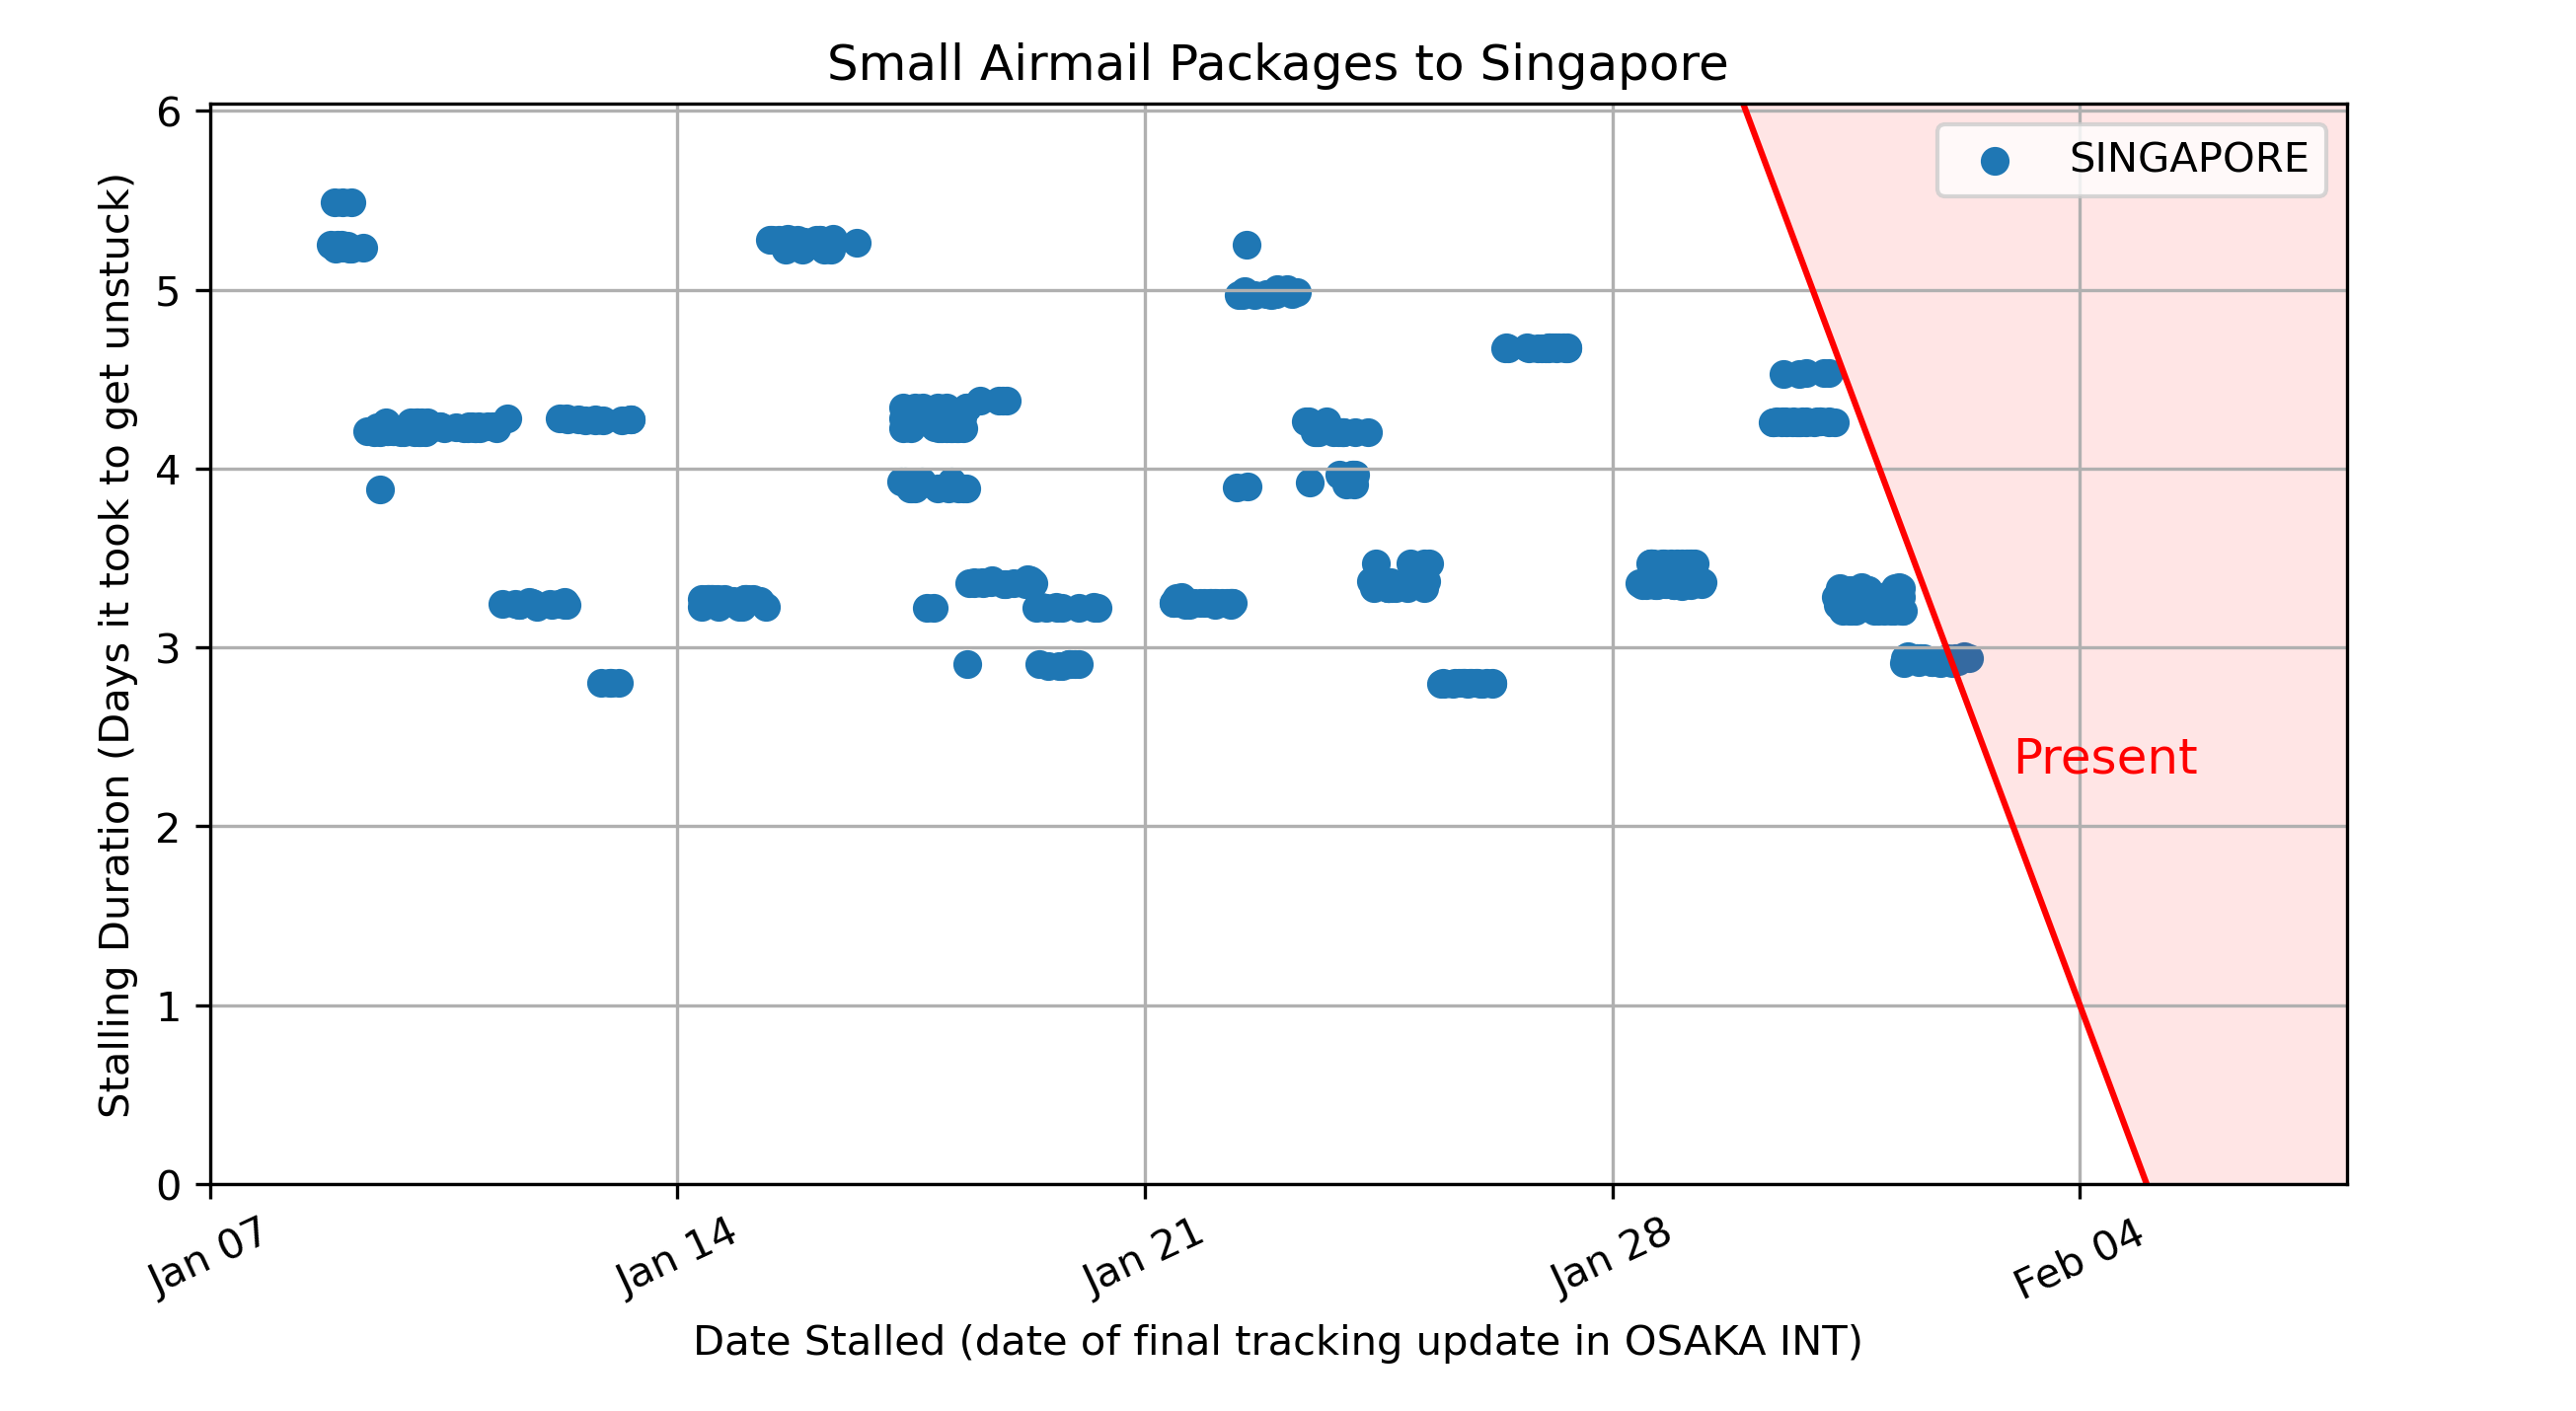 Small Airmail Packages to Singapore
6
5
4
3
2
1
0
Stalling Duration (Days it took to get unstuck)
SINGAPORE
Present
Jan 07
Jan 14
Jan 21
Jan 28
Feb 04
Date Stalled (date of final tracking update in OSAKA INT)